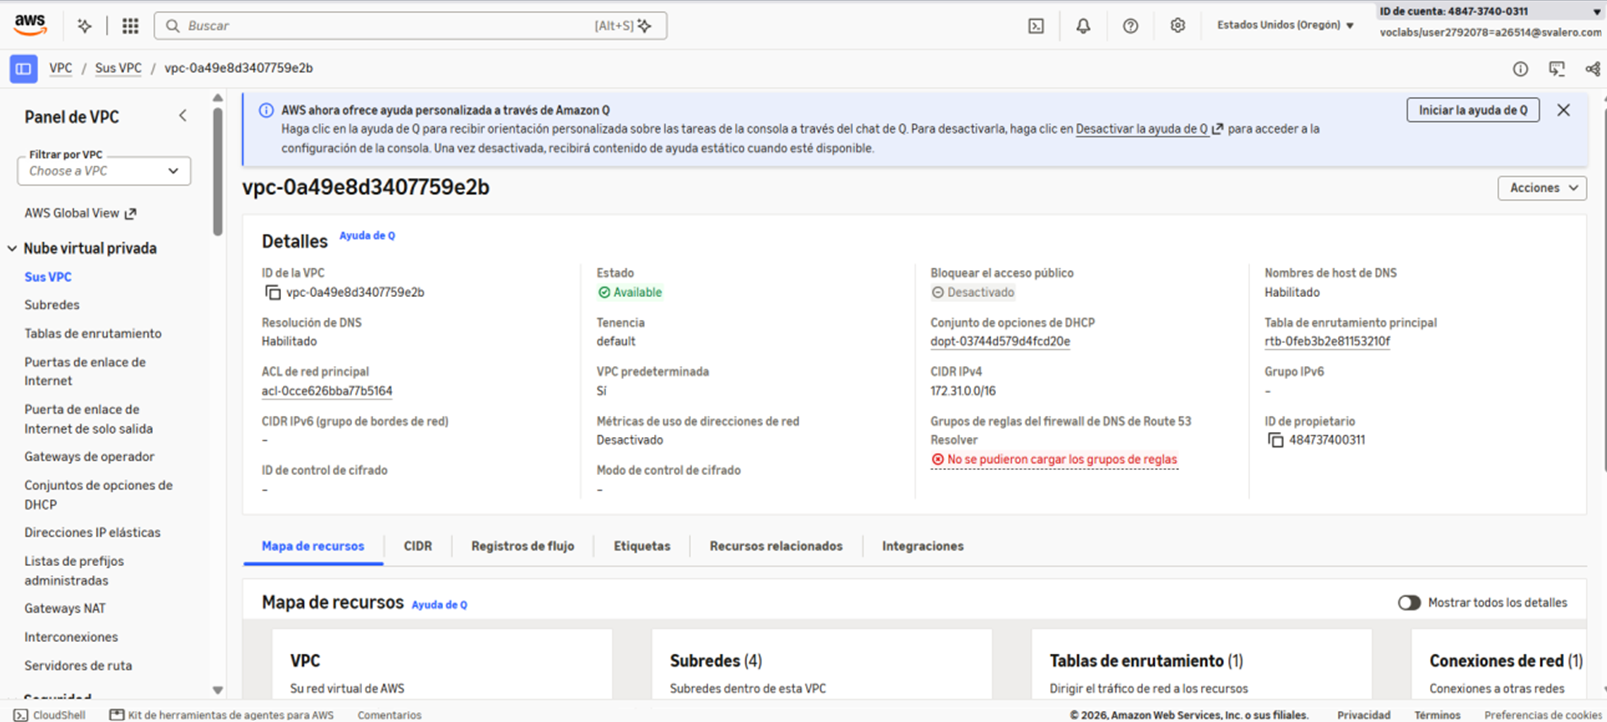 aws
Buscar
[Alt+S]
Estados Unidos (Oregón)
ID de cuenta: 4847-3740-0311
voclabs/user2792078=a26514@svalero.com
VPC / Sus VPC / vpc-0a49e8d3407759e2b
Panel de VPC
Filtrar por VPC
Choose a VPC
AWS Global View
Nube virtual privada
Sus VPC
Subredes
Tablas de enrutamiento
Puertas de enlace de
Internet
Puerta de enlace de
Internet de solo salida
Gateways de operador
Conjuntos de opciones de
DHCP
Direcciones IP elásticas
Listas de prefijos
administradas
Gateways NAT
Interconexiones
Servidores de ruta
Seguridad
AWS ahora ofrece ayuda personalizada a través de Amazon Q
Haga clic en la ayuda de Q para recibir orientación personalizada sobre las tareas de la consola a través del chat de Q. Para desactivarla, haga clic en Desactivar la ayuda de Q para acceder a la
configuración de la consola. Una vez desactivada, recibirá contenido de ayuda estático cuando esté disponible.
Iniciar la ayuda de Q
vpc-0a49e8d3407759e2b
Acciones
Detalles
Ayuda de Q
ID de la VPC
vpc-0a49e8d3407759e2b
Estado
Available
Bloquear el acceso público
Desactivado
Nombres de host de DNS
Habilitado
Resolución de DNS
Habilitado
Tenencia
default
Conjunto de opciones de DHCP
dopt-03744d579d4fcd20e
Tabla de enrutamiento principal
rtb-0feb3b2e81153210f
ACL de red principal
acl-0cce626bba77b5164
VPC predeterminada
Sí
CIDR IPv4
172.31.0.0/16
Grupo IPv6
–
CIDR IPv6 (grupo de bordes de red)
–
Métricas de uso de direcciones de red
Desactivado
Grupos de reglas del firewall de DNS de Route 53
Resolver
No se pudieron cargar los grupos de reglas
ID de propietario
484737400311
ID de control de cifrado
–
Modo de control de cifrado
–
Mapa de recursos
CIDR
Registros de flujo
Etiquetas
Recursos relacionados
Integraciones
Mapa de recursos
Ayuda de Q
Mostrar todos los detalles
VPC
Su red virtual de AWS
Subredes (4)
Subredes dentro de esta VPC
Tablas de enrutamiento (1)
Dirigir el tráfico de red a los recursos
Conexiones de red (1)
Conexiones a otras redes
CloudShell
Kit de herramientas de agentes para AWS
Comentarios
© 2026, Amazon Web Services, Inc. o sus filiales.
Privacidad
Términos
Preferencias de cookies